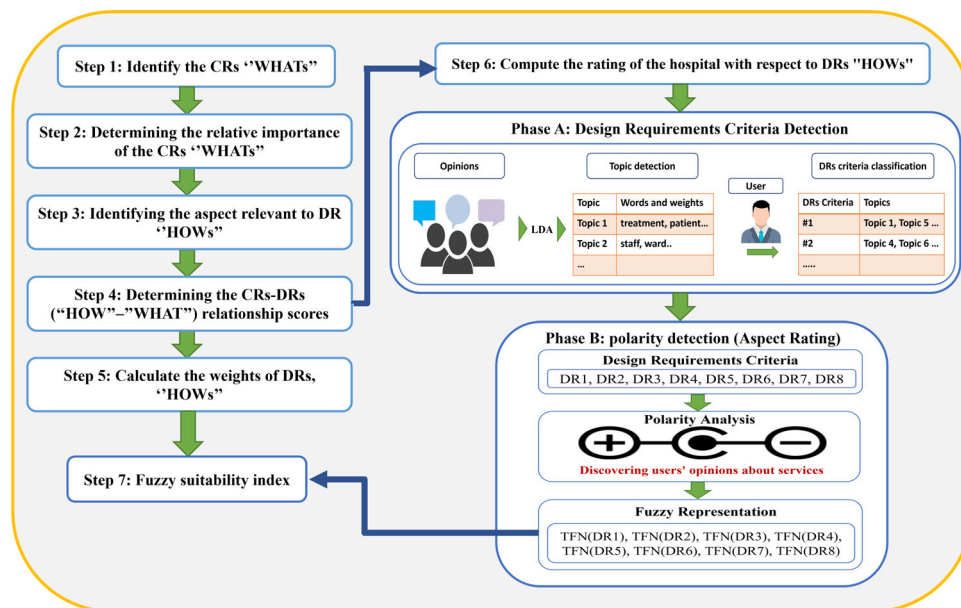 Step 1: Identify the CRs ‘’WHATs”
Step 2: Determining the relative importance
of the CRs ‘’WHATs”
Step 3: Identifying the aspect relevant to DR
‘’HOWs”
Step 4: Determining the CRs-DRs
(“HOW”–”WHAT”) relationship scores
Step 5: Calculate the weights of DRs,
‘’HOWs”
Step 7: Fuzzy suitability index
Step 6: Compute the rating of the hospital with respect to DRs "HOWs"
Phase A: Design Requirements Criteria Detection
Opinions
LDA
Topic detection
Topic Words and weights
Topic 1 treatment, patient...
Topic 2 staff, ward..
...
User
DRs criteria classification
DRs Criteria Topics
#1 Topic 1, Topic 5 ...
#2 Topic 4, Topic 6 ...
.....
Phase B: polarity detection (Aspect Rating)
Design Requirements Criteria
DR1, DR2, DR3, DR4, DR5, DR6, DR7, DR8
Polarity Analysis
Discovering users' opinions about services
Fuzzy Representation
TFN(DR1), TFN(DR2), TFN(DR3), TFN(DR4),
TFN(DR5), TFN(DR6), TFN(DR7), TFN(DR8)